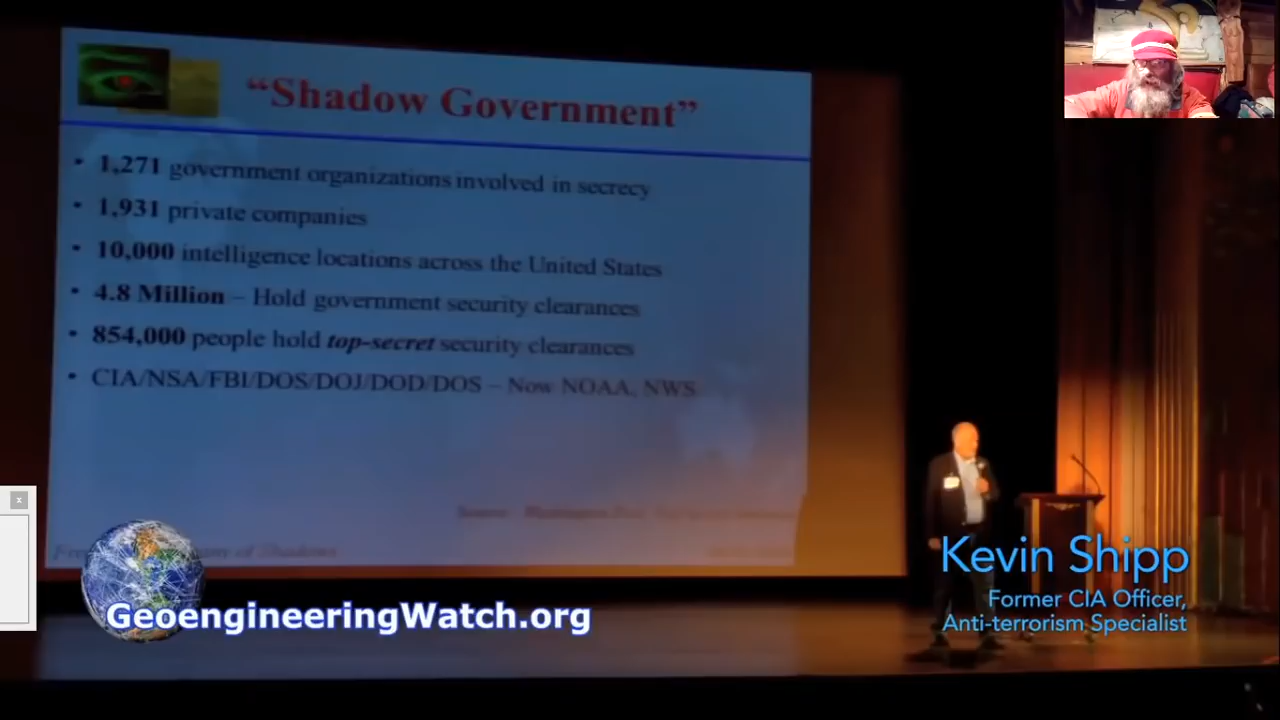 “Shadow Government”
• 1,271 government organizations involved in secrecy
• 1,931 private companies
• 10,000 intelligence locations across the United States
• 4.8 Million – Hold government security clearances
• 854,000 people hold top-secret security clearances
• CIA/NSA/FBI/DOS/DOJ/DOD/DOS – Now NOAA, NWS
of Shadows
x
GeoengineeringWatch.org
Kevin Shipp
Former CIA Officer,
Anti-terrorism Specialist